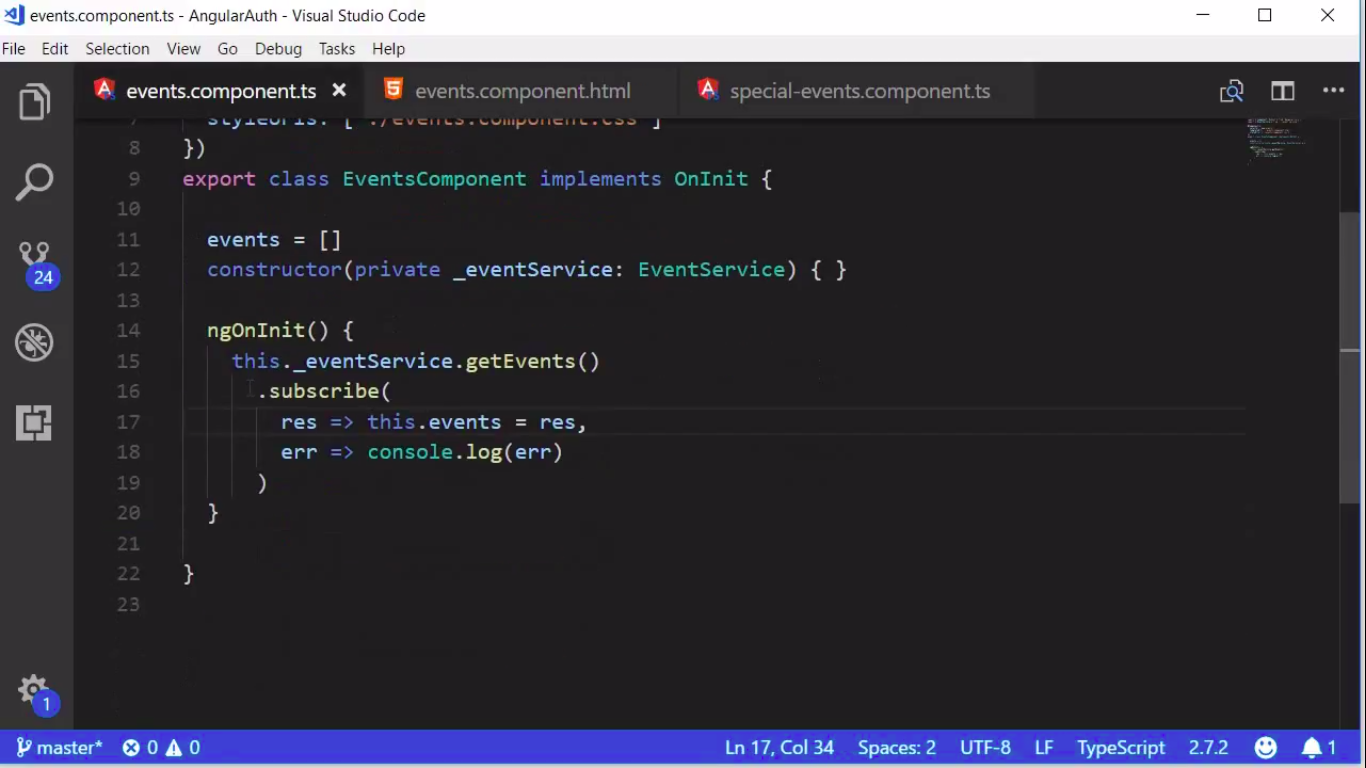 events.component.ts - AngularAuth - Visual Studio Code
File Edit Selection View Go Debug Tasks Help
events.component.ts events.component.html special-events.component.ts
7 styleUrls: ['./events.component.css']
8 })
9 export class EventsComponent implements OnInit {
10
11 events = []
12 constructor(private _eventService: EventService) { }
13
14 ngOnInit() {
15 this._eventService.getEvents()
16 .subscribe(
17 res => this.events = res,
18 err => console.log(err)
19 )
20 }
21
22 }
23
24
1
master* 0 0 Ln 17, Col 34 Spaces: 2 UTF-8 LF TypeScript 2.7.2 1